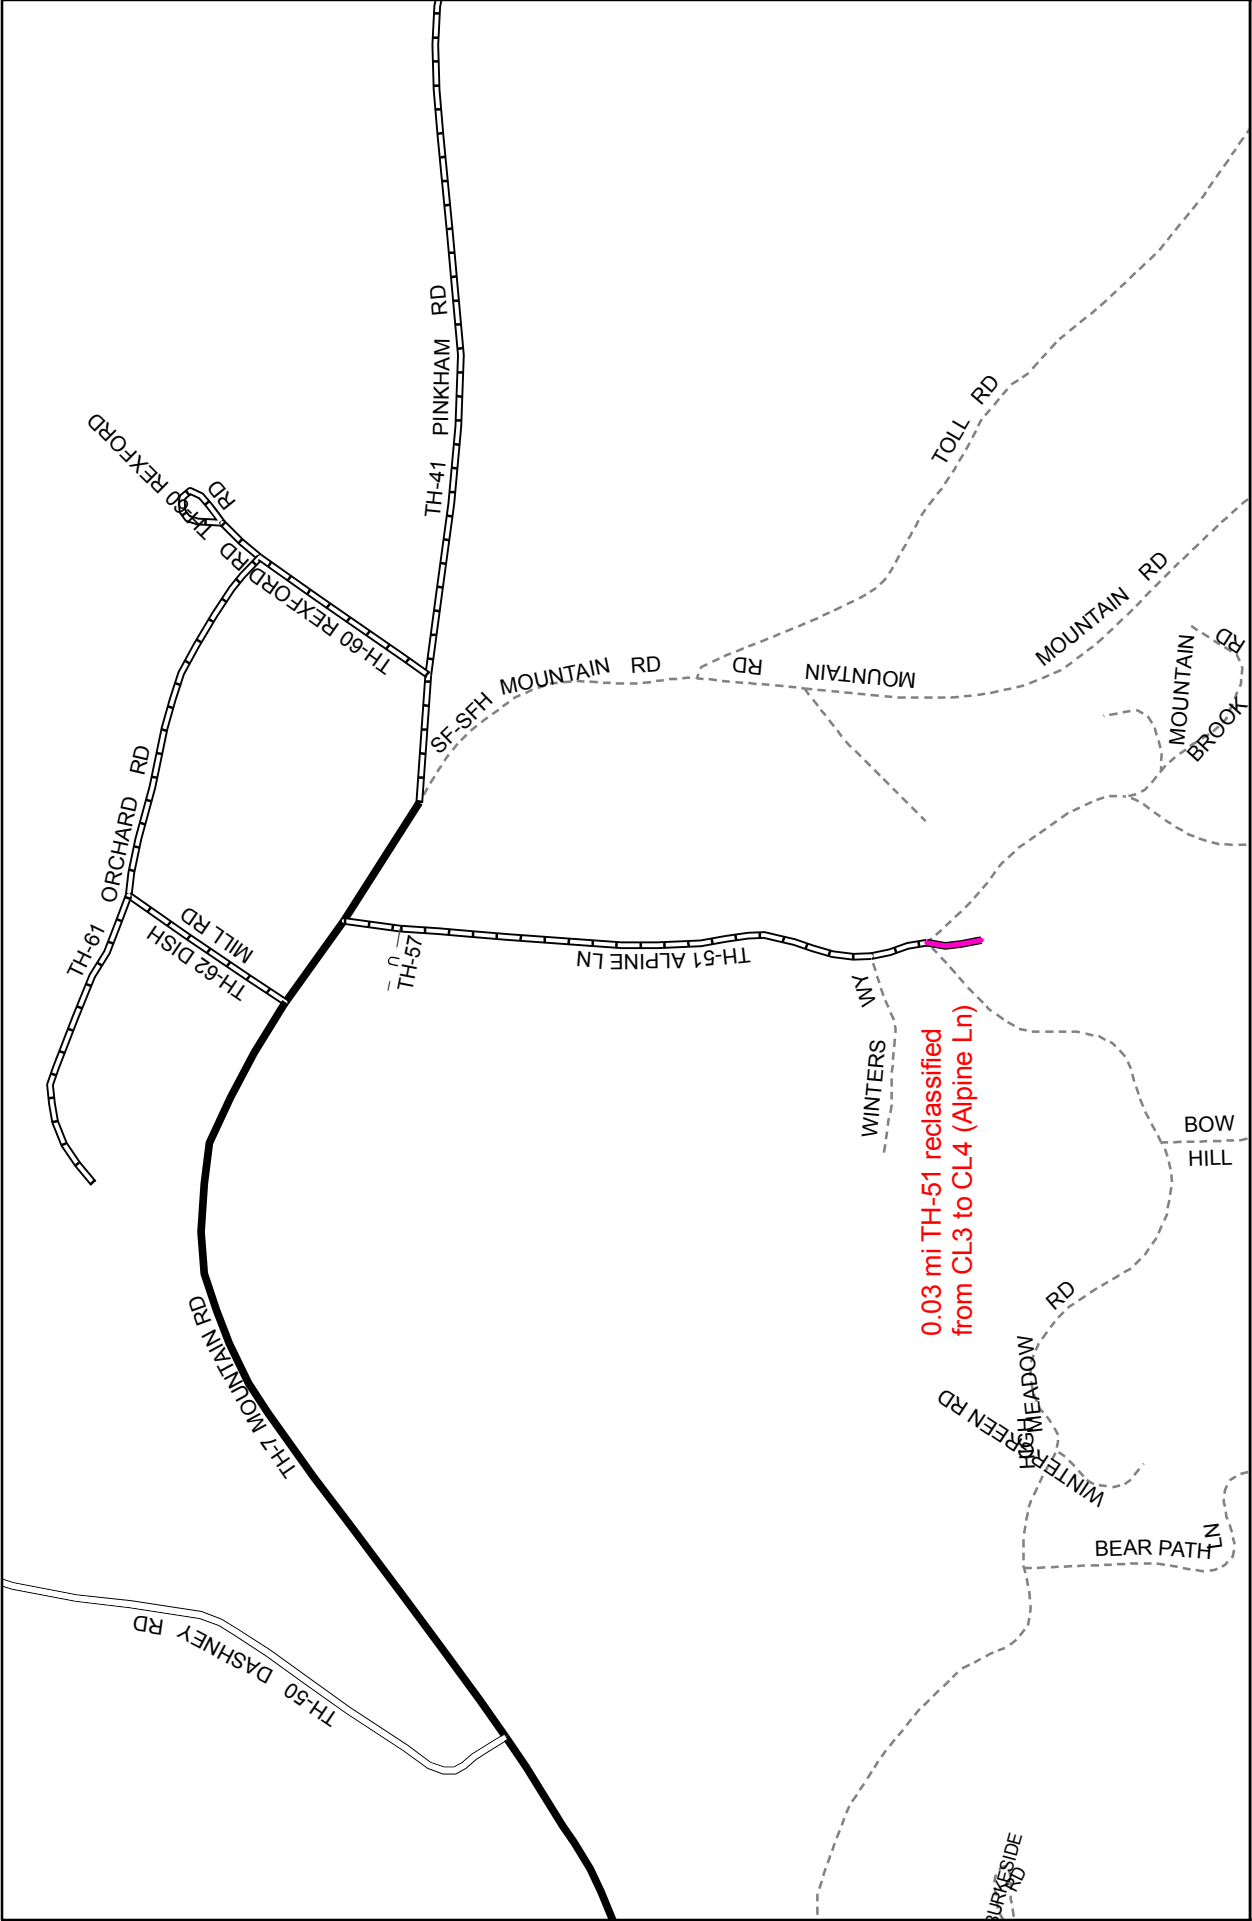 TH-41 PINKHAM RD
TH-60 REXFORD RD
TH-60 REXFORD RD
TOLL RD
TH-61 ORCHARD RD
TH-62 DISH MILL RD
SF-SFH MOUNTAIN RD
MOUNTAIN RD
MOUNTAIN RD
MOUNTAIN BROOK RD
TH-57
TH-51 ALPINE LN
WINTERS WY
0.03 mi TH-51 reclassified
from CL3 to CL4 (Alpine Ln)
BOW
HILL
TH-7 MOUNTAIN RD
HIGH MEADOW RD
WINTERGREEN RD
BEAR PATH LN
TH-50 DASHNEY RD
BURKESIDE RD